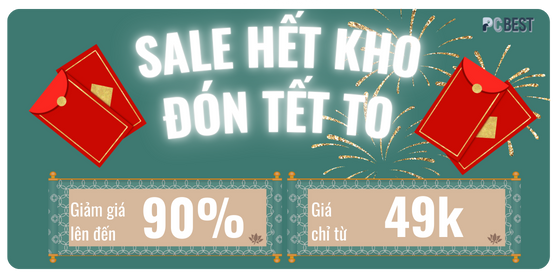 PCBEST
SALE HẾT KHO
ĐÓN TẾT TO
Giảm giá
lên đến
90%
Giá
chỉ từ
49k